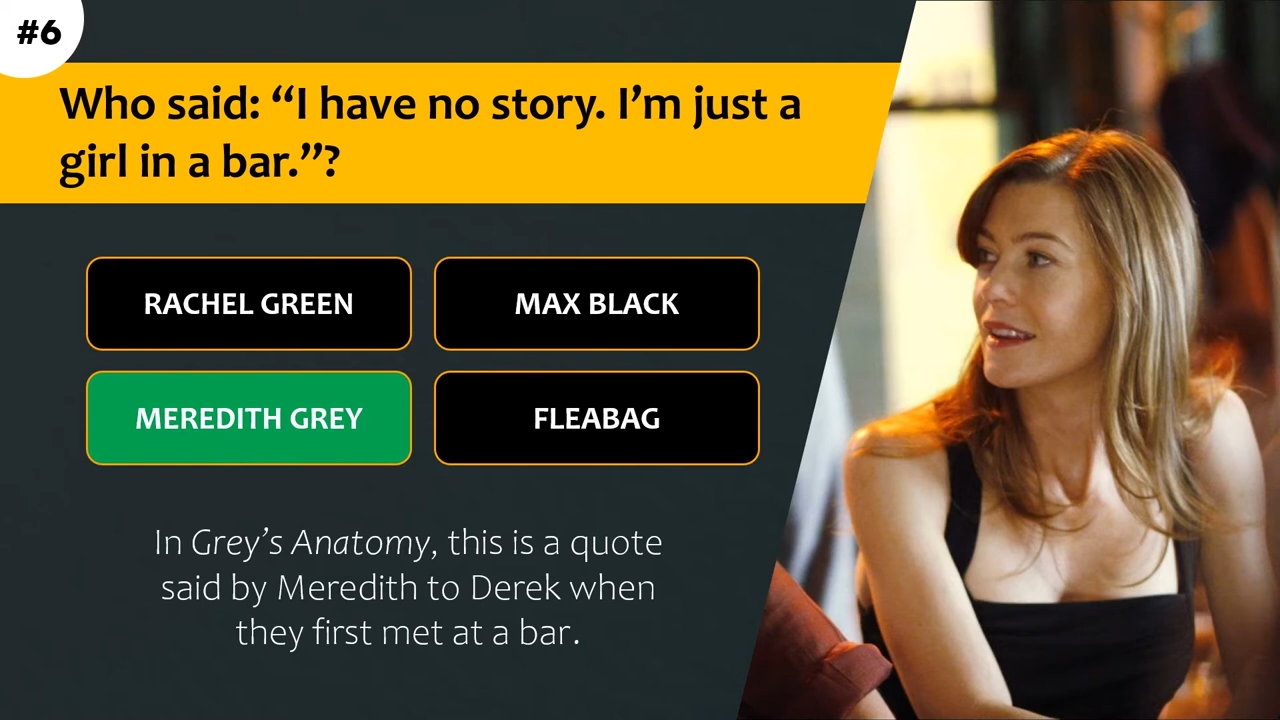 #6
Who said: “I have no story. I’m just a
girl in a bar.”?
RACHEL GREEN
MAX BLACK
MEREDITH GREY
FLEABAG
In Grey’s Anatomy, this is a quote
said by Meredith to Derek when
they first met at a bar.